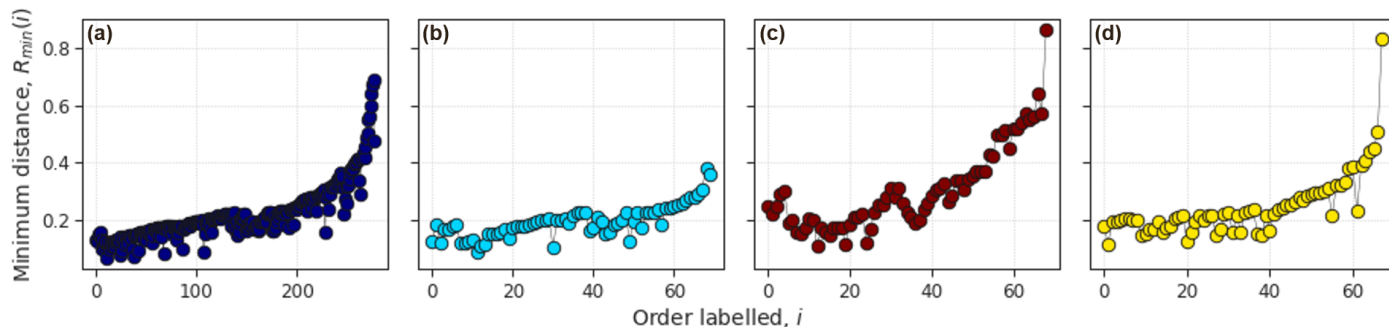 (a) (b) (c) (d)
Minimum distance, R_min(i)
0.8
0.6
0.4
0.2
0 100 200 0 20 40 60 0 20 40 60 0 20 40 60
Order labelled, i